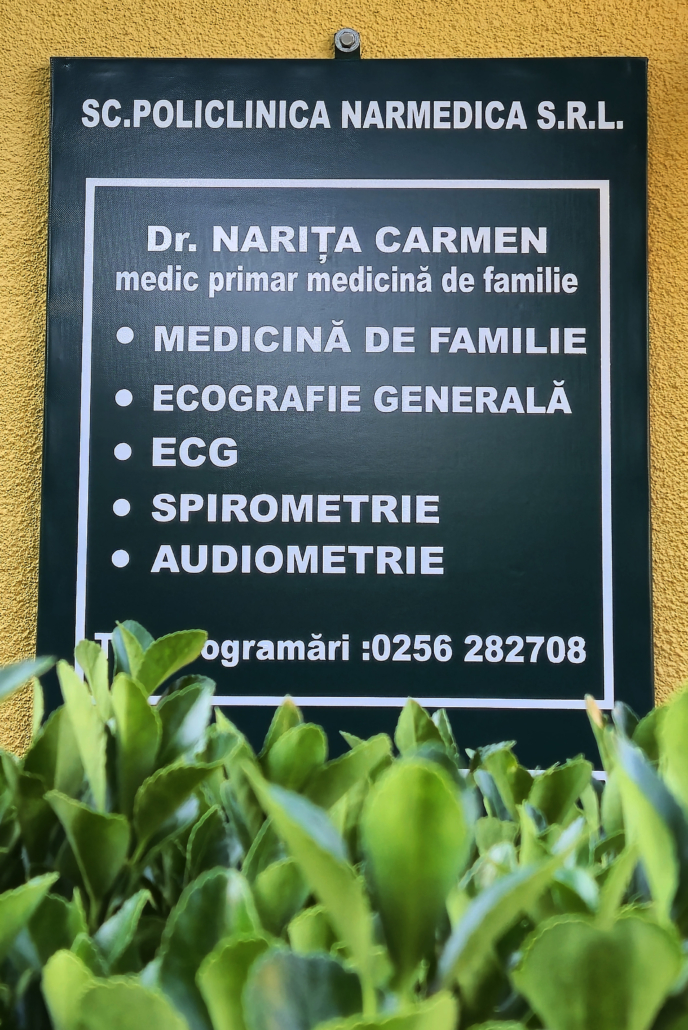 SC.POLICLINICA NARMEDICA S.R.L.
Dr. NARIȚA CARMEN
medic primar medicină de familie
• MEDICINĂ DE FAMILIE
• ECOGRAFIE GENERALĂ
• ECG
• SPIROMETRIE
• AUDIOMETRIE
:0256 282708